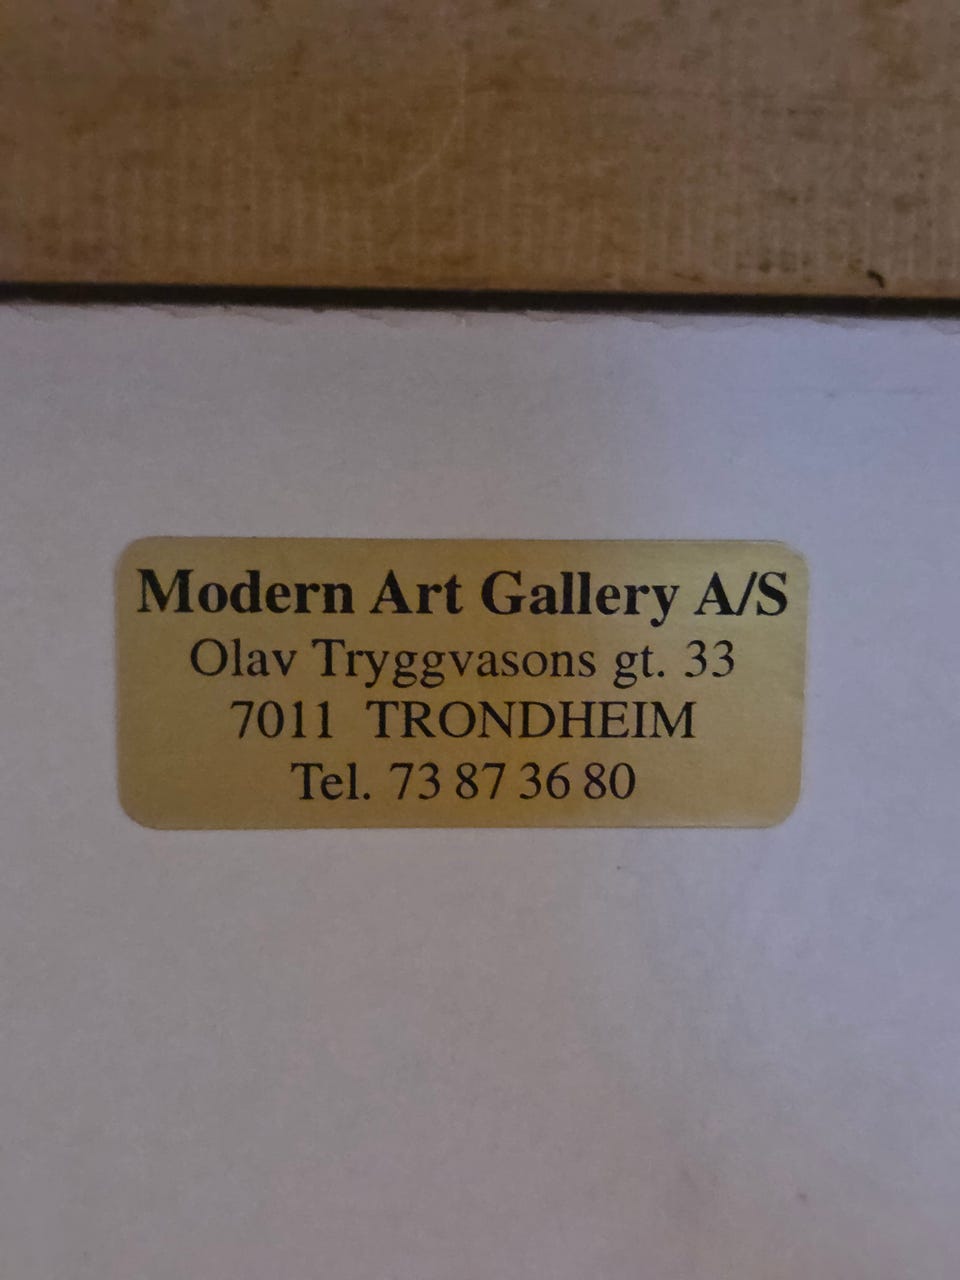 Modern Art Gallery A/S
Olav Tryggvasons gt. 33
7011 TRONDHEIM
Tel. 73 87 36 80